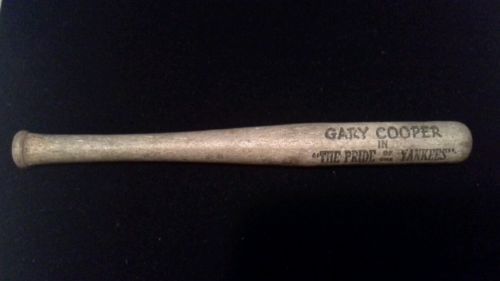 GARY COOPER
IN
"THE PRIDE OF THE YANKEES"